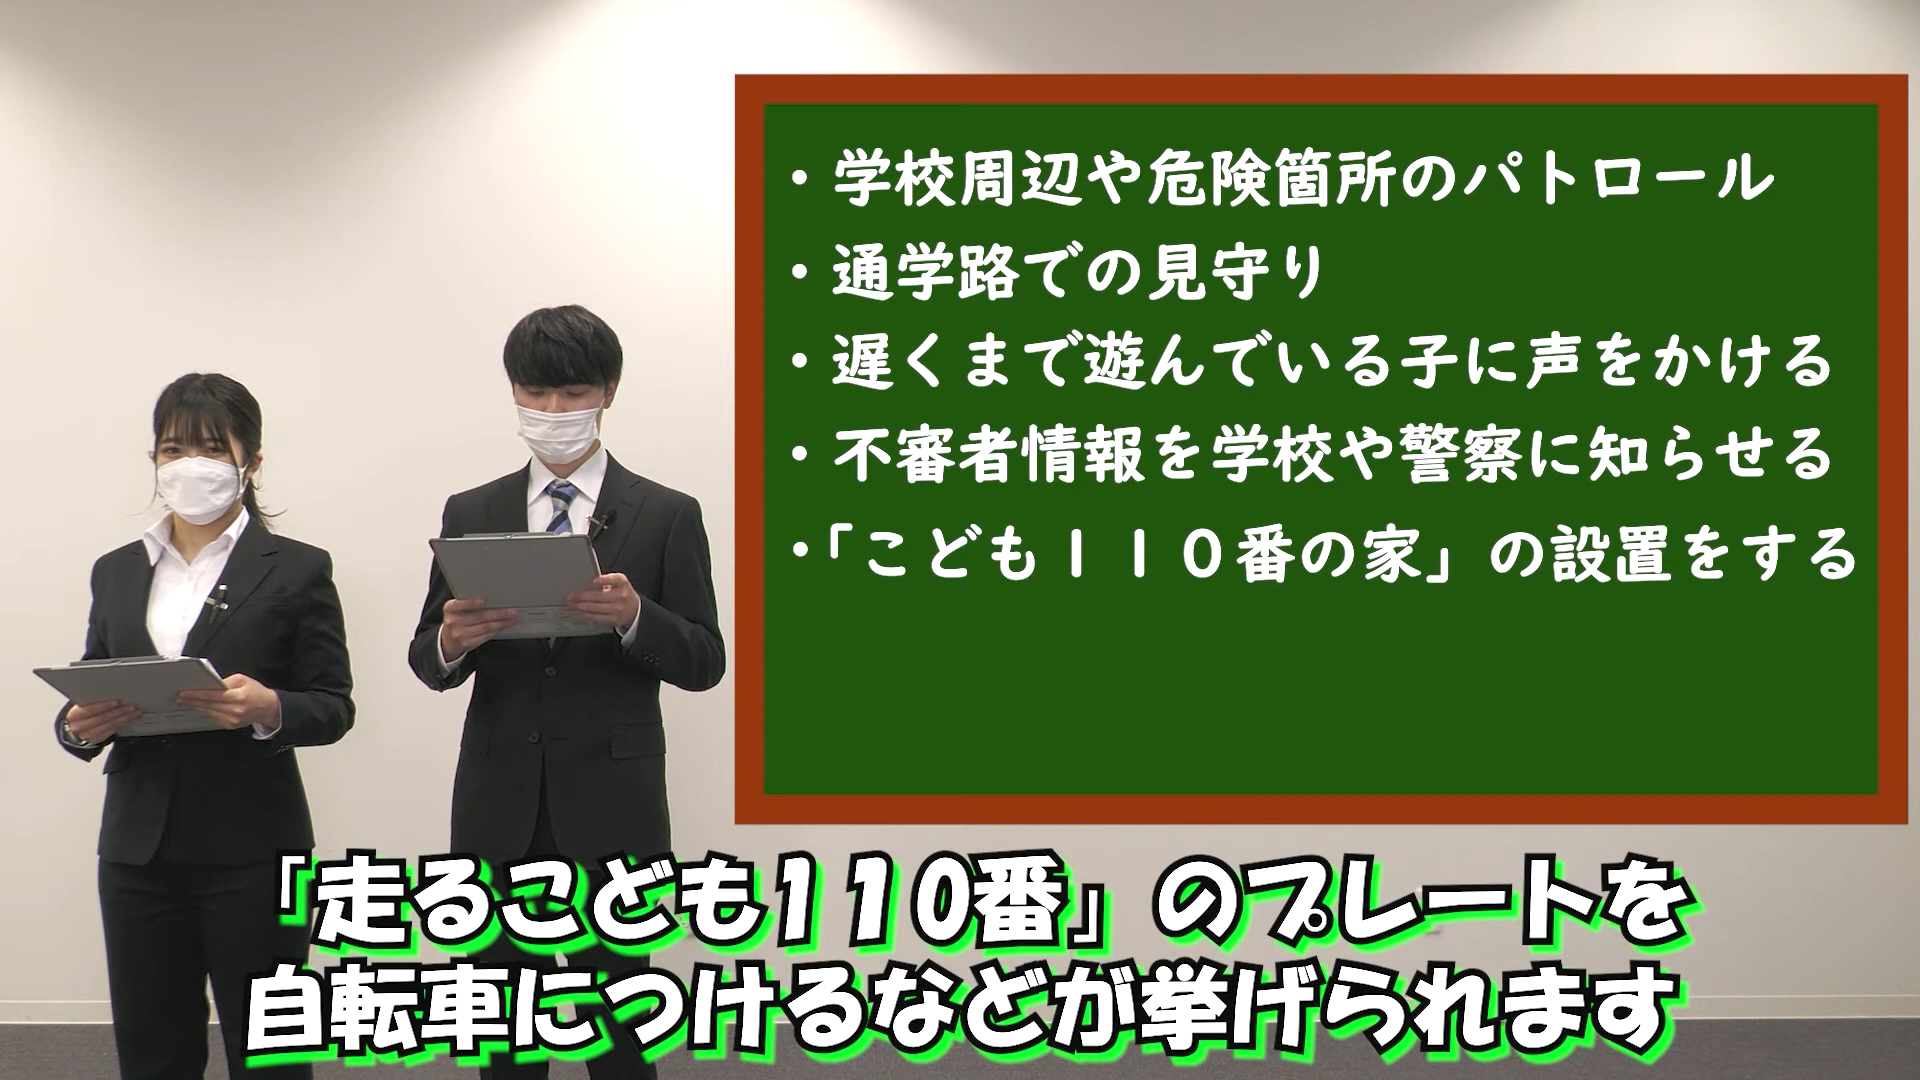 ・学校周辺や危険箇所のパトロール
・通学路での見守り
・遅くまで遊んでいる子に声をかける
・不審者情報を学校や警察に知らせる
・「こども１１０番の家」の設置をする
「走るこども110番」のプレートを
自転車につけるなどが挙げられます